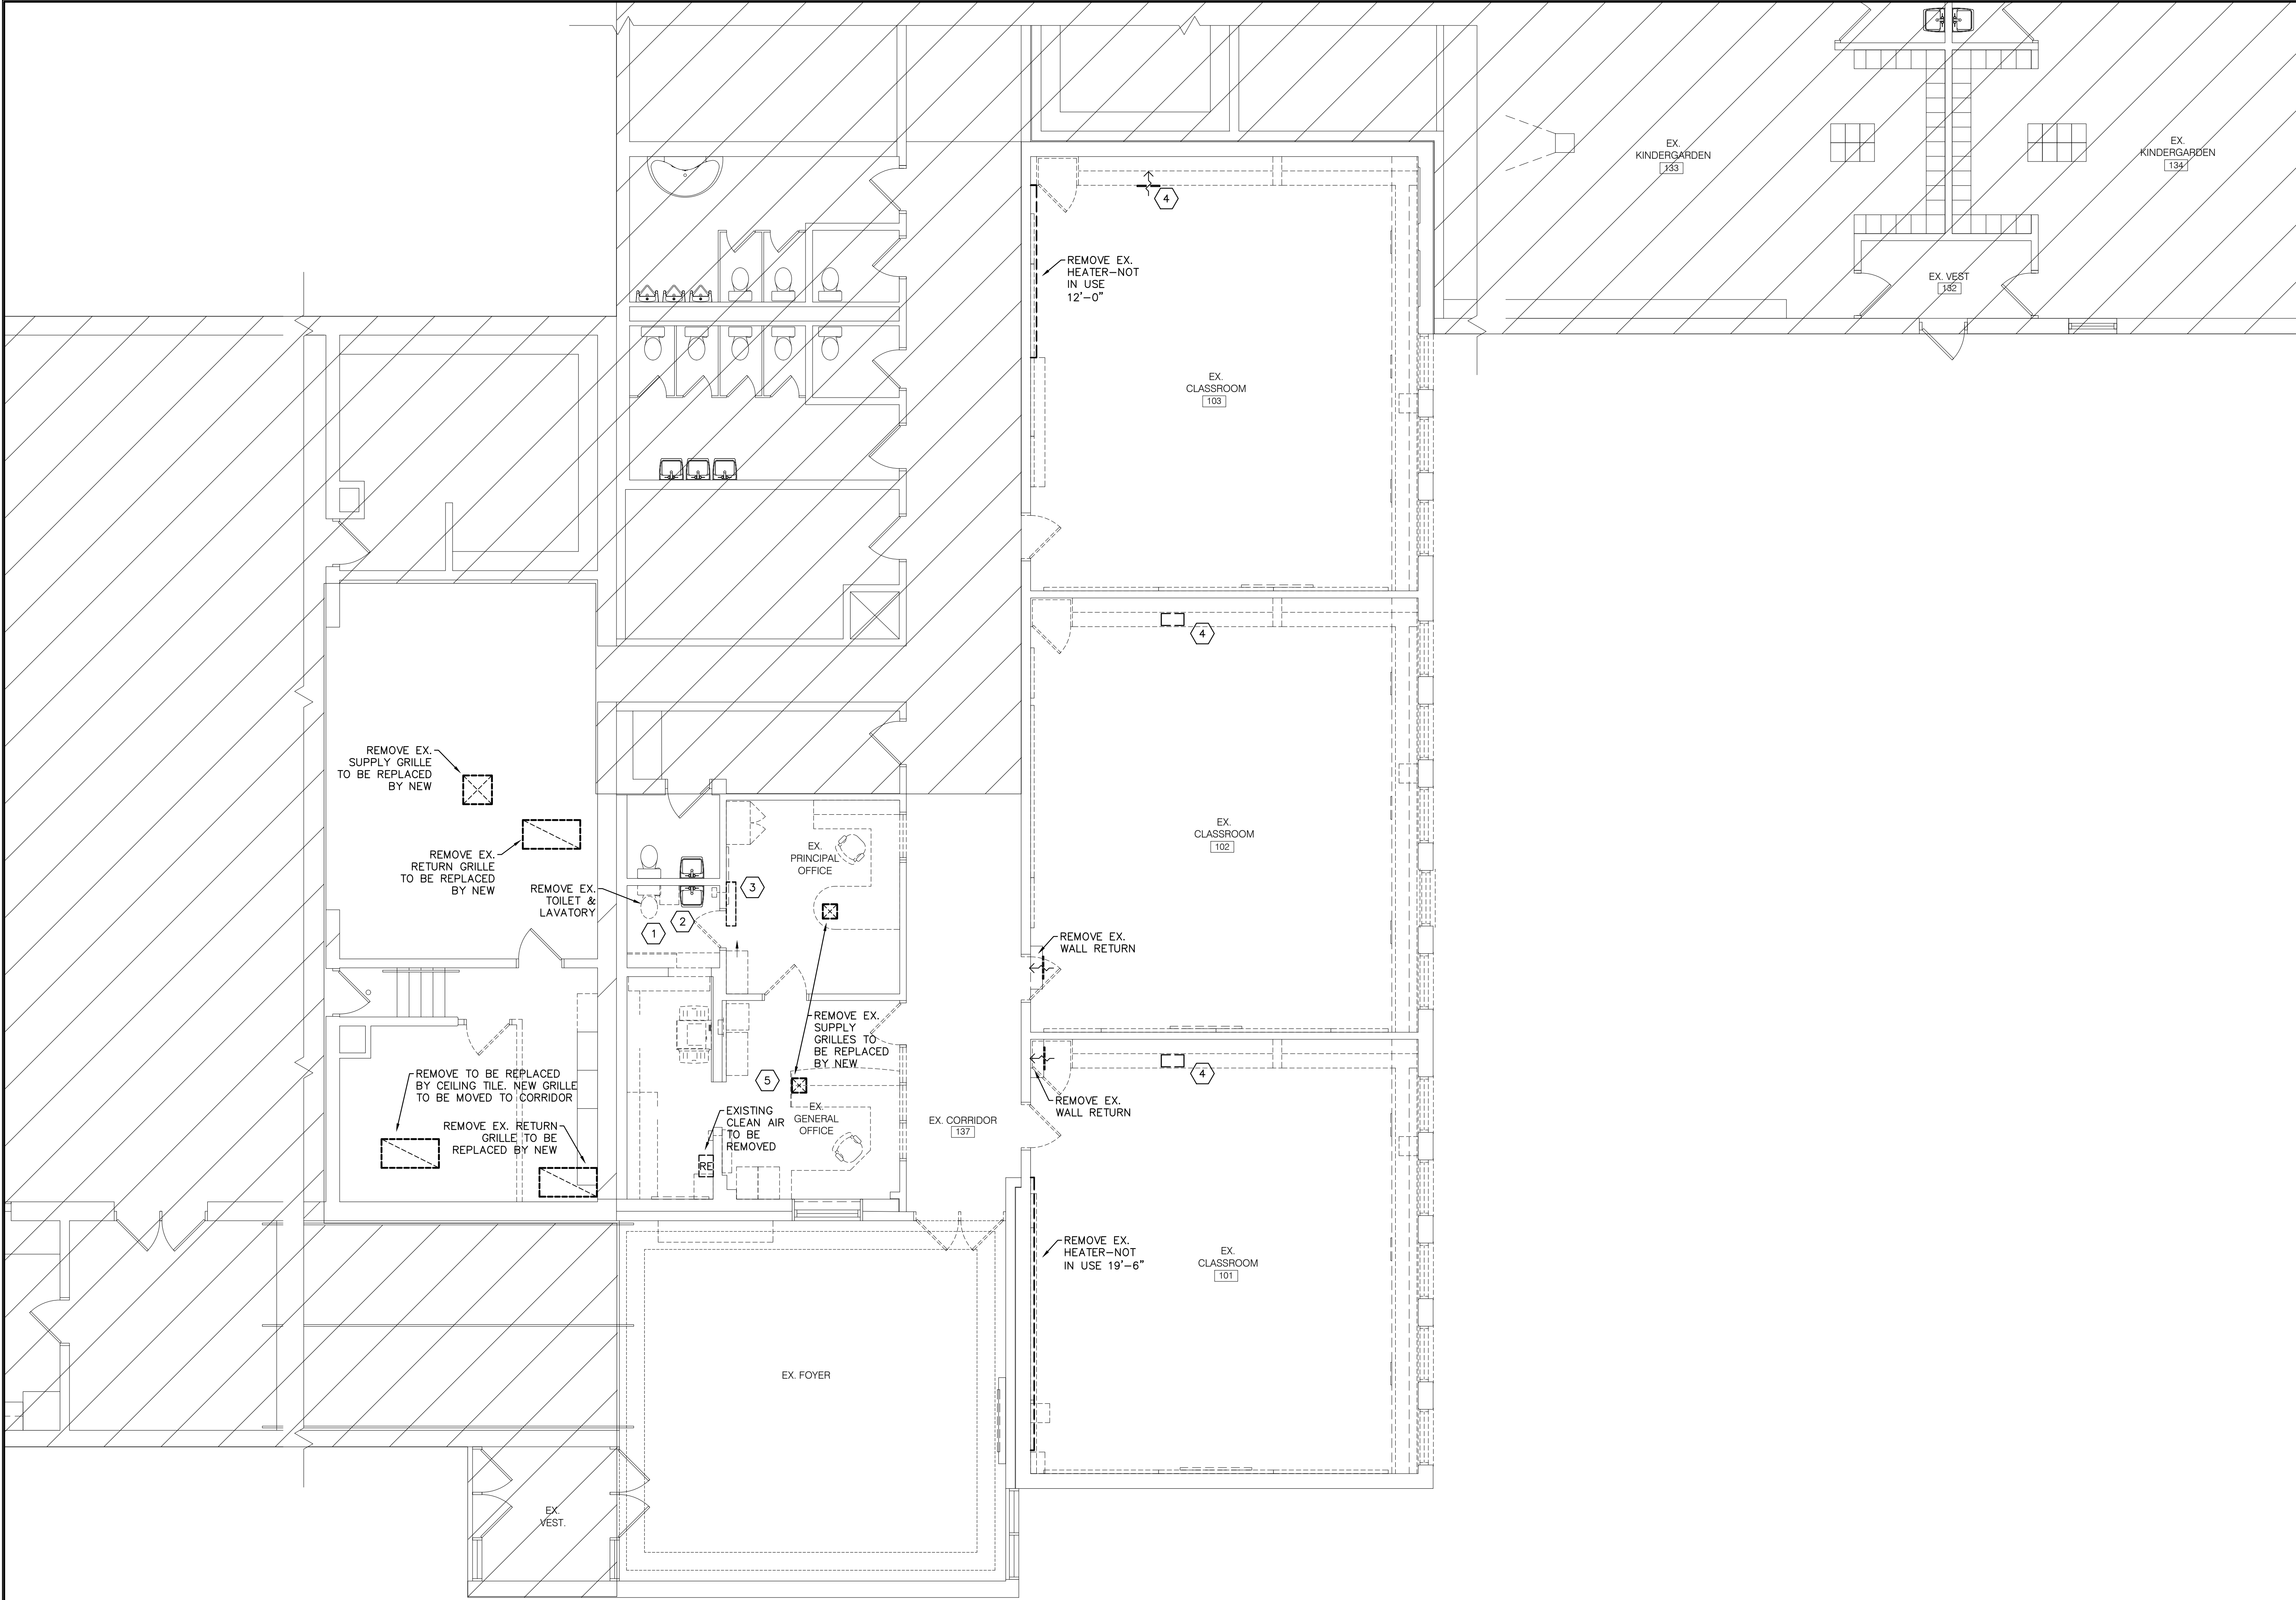 EX.
KINDERGARDEN
133
EX.
KINDERGARDEN
134
EX. VEST
132
4
REMOVE EX.
HEATER–NOT
IN USE
12'–0"
EX.
CLASSROOM
103
4
REMOVE EX.
SUPPLY GRILLE
TO BE REPLACED
BY NEW
REMOVE EX.
RETURN GRILLE
TO BE REPLACED
BY NEW
REMOVE EX.
TOILET &
LAVATORY
1
2
3
EX.
PRINCIPAL
OFFICE
EX.
CLASSROOM
102
REMOVE EX.
WALL RETURN
REMOVE EX.
SUPPLY
GRILLES TO
BE REPLACED
BY NEW
5
4
REMOVE TO BE REPLACED
BY CEILING TILE. NEW GRILLE
TO BE MOVED TO CORRIDOR
REMOVE EX. RETURN
GRILLE TO BE
REPLACED BY NEW
EXISTING
CLEAN AIR
TO BE
REMOVED
RE
EX.
GENERAL
OFFICE
EX. CORRIDOR
137
REMOVE EX.
WALL RETURN
REMOVE EX.
HEATER–NOT
IN USE 19'–6"
EX.
CLASSROOM
101
EX. FOYER
EX.
VEST.